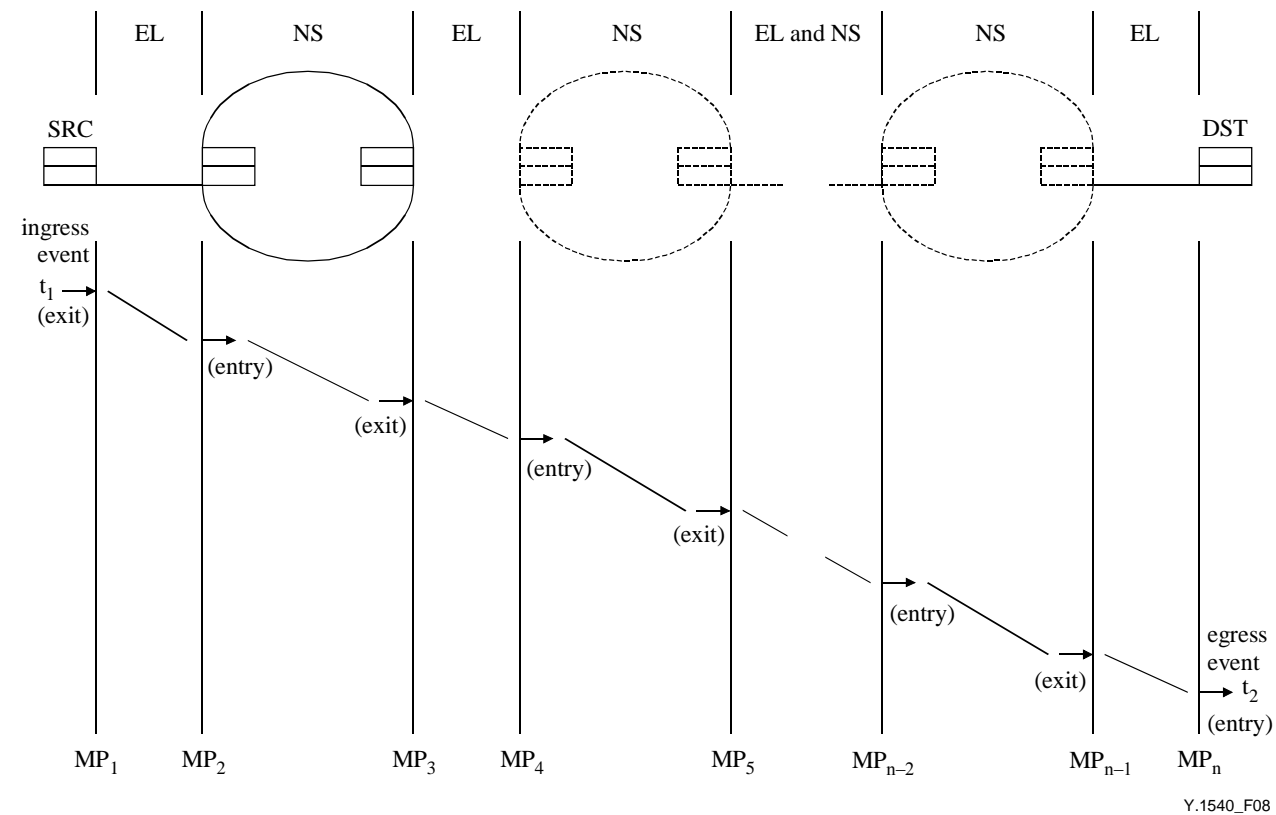 EL NS EL NS EL and NS NS EL
SRC DST
ingress
event
t1
(exit)
(entry)
(exit)
(entry)
(exit)
(entry)
(exit)
egress
event
t2
(entry)
MP1 MP2 MP3 MP4 MP5 MPn–2 MPn–1 MPn
Y.1540_F08